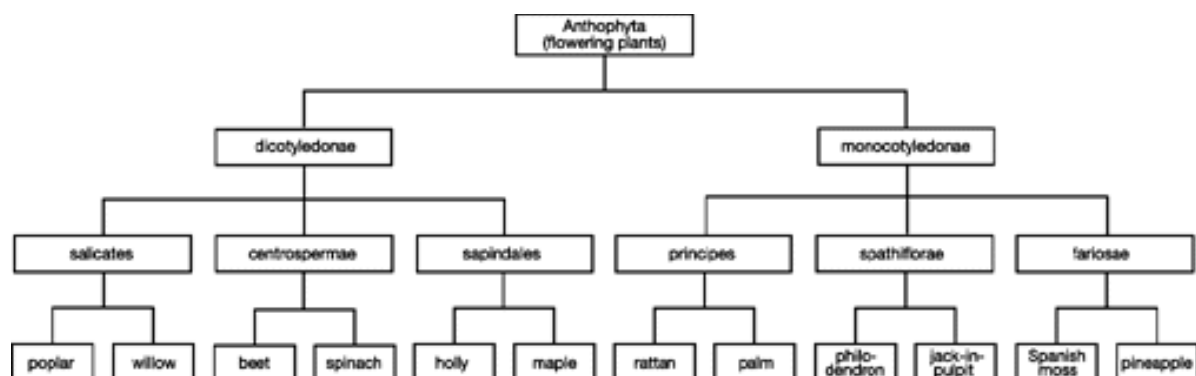 Anthophyta
(flowering plants)
dicotyledonae
monocotyledonae
salicates
centrospermae
sapindales
principes
spathiflorae
fariosae
poplar
willow
beet
spinach
holly
maple
rattan
palm
philo-
dendron
jack-in-
pulpit
Spanish
moss
pineapple